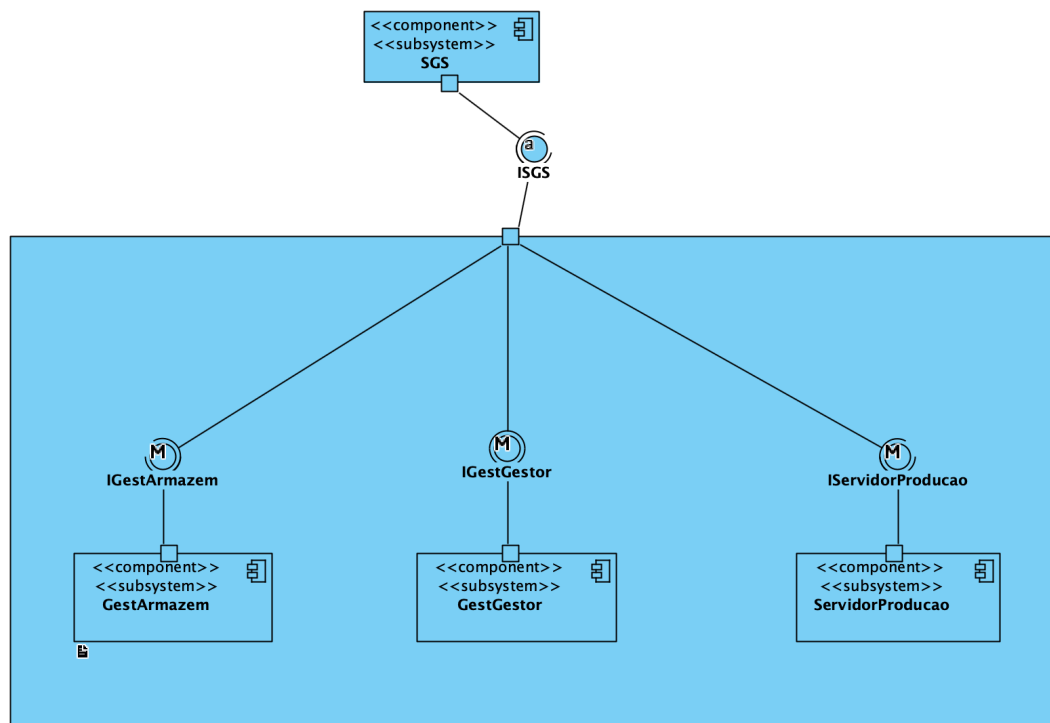 <<component>>
<<subsystem>>
SGS
a
ISGS
M
IGestArmazem
M
IGestGestor
M
IServidorProducao
<<component>>
<<subsystem>>
GestArmazem
<<component>>
<<subsystem>>
GestGestor
<<component>>
<<subsystem>>
ServidorProducao